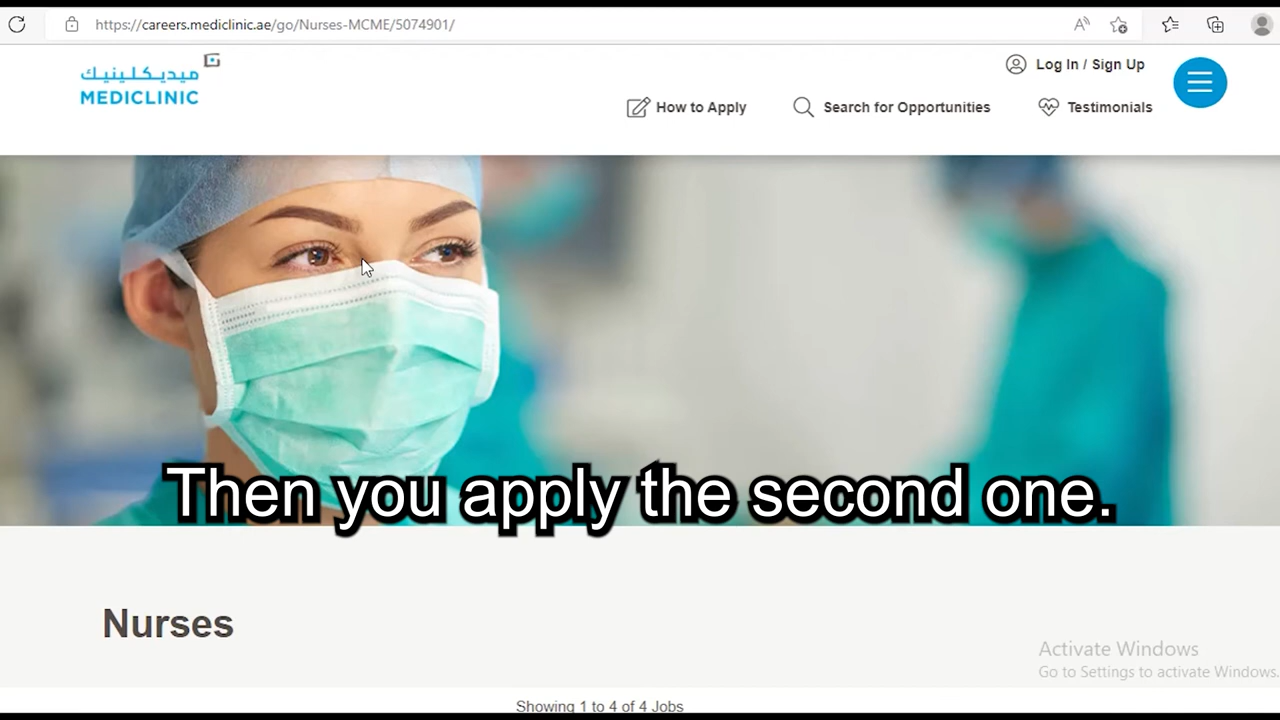 https://careers.mediclinic.ae/go/Nurses-MCME/5074901/
ميديكلينيك
MEDICLINIC
Log In / Sign Up
How to Apply
Search for Opportunities
Testimonials
Then you apply the second one.
Nurses
Activate Windows
Go to Settings to activate Windows.
Showing 1 to 4 of 4 Jobs